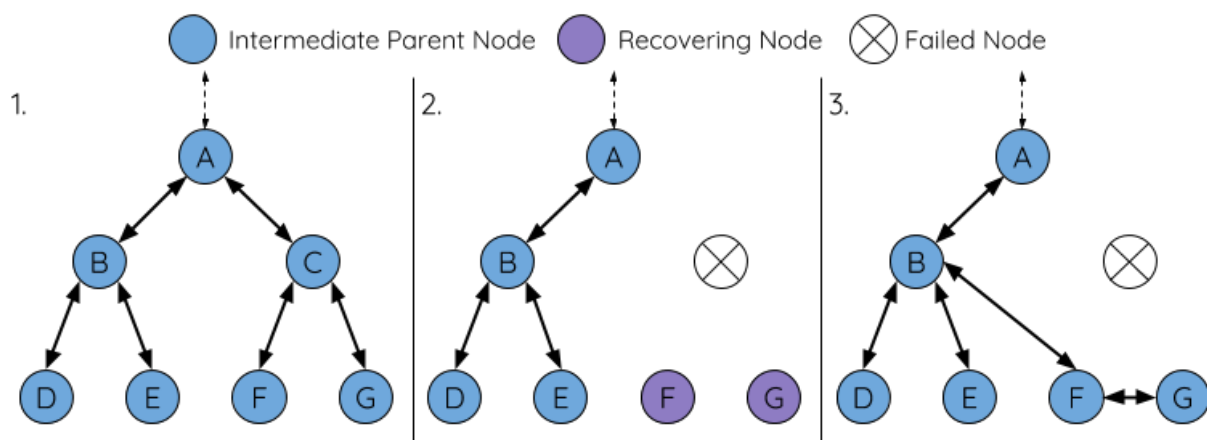 Intermediate Parent Node Recovering Node Failed Node
1. 2. 3.
A A A
B C B B
D E F G D E F G D E F G